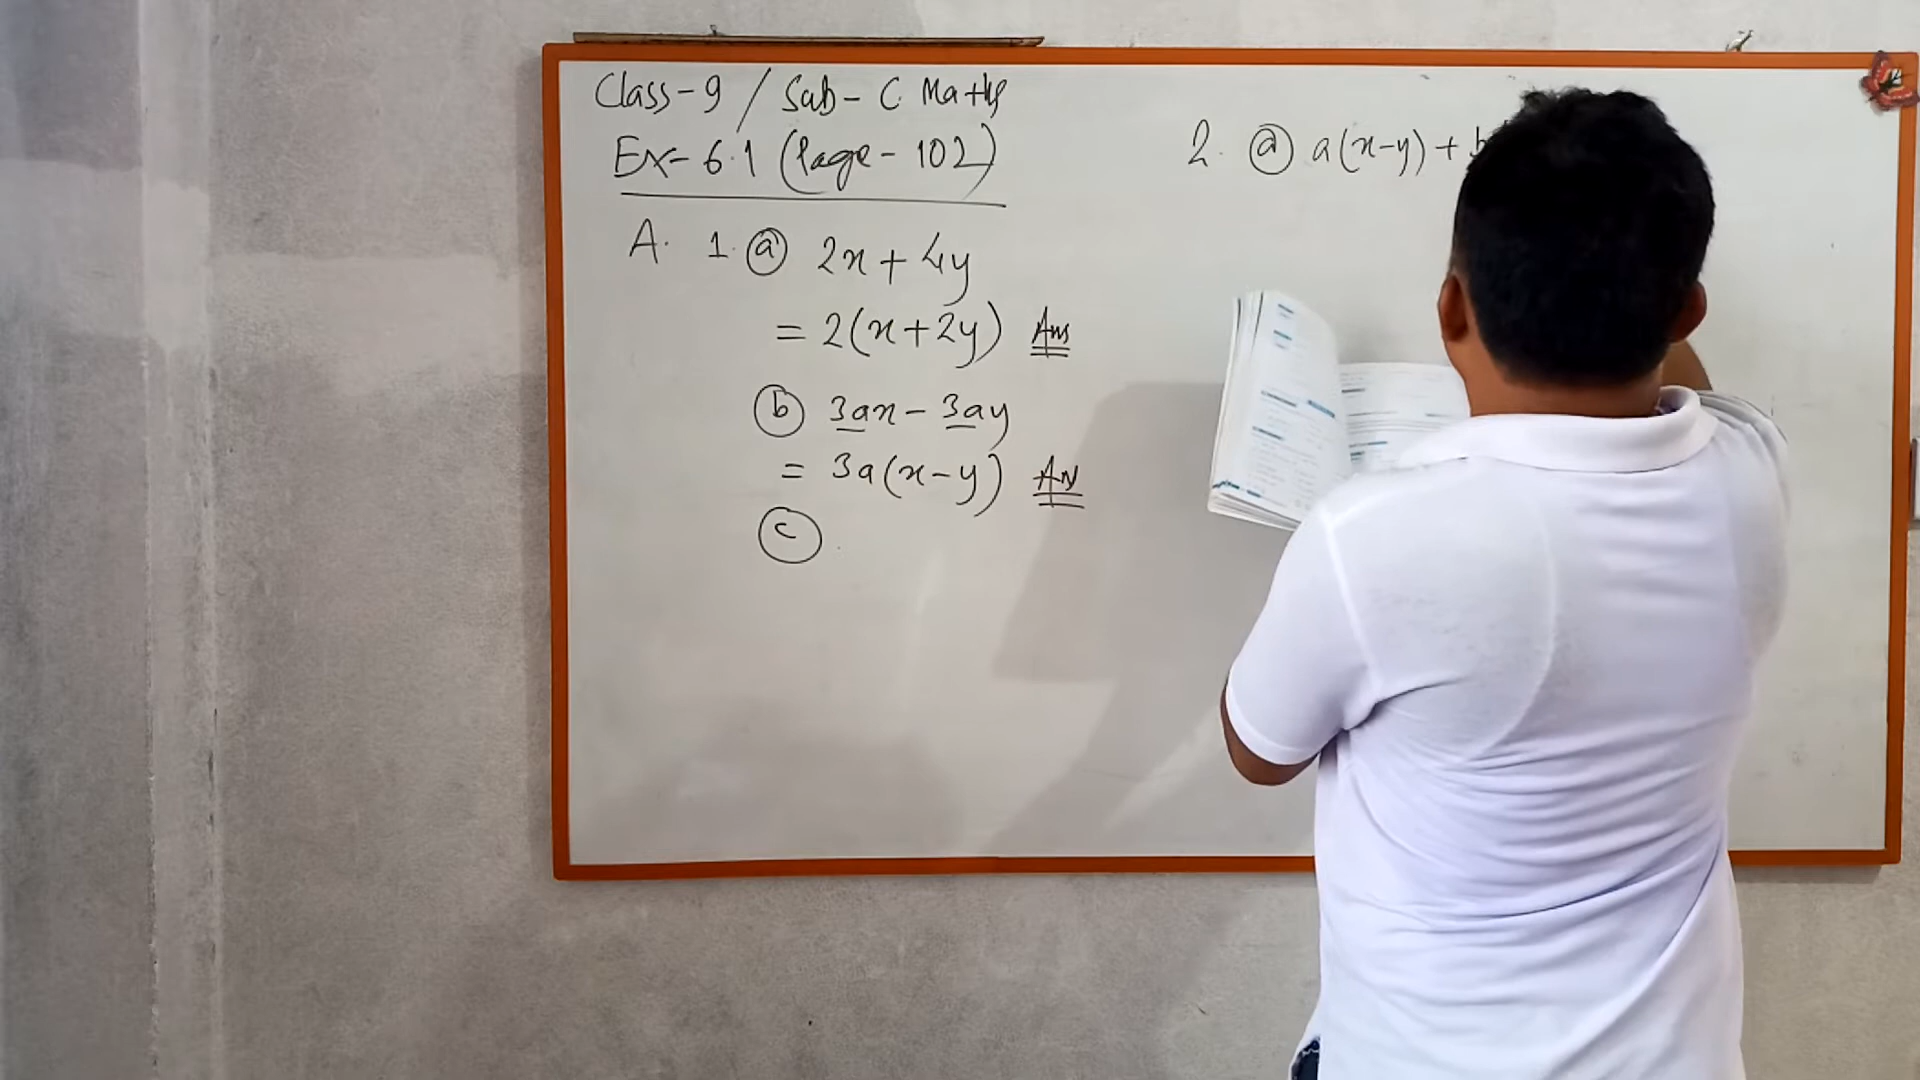 Class-9 / Sub- C. Maths
Ex- 6.1 (Page - 102)
A. 1. ⓐ 2x + 4y
= 2(x+2y) Ans
ⓑ 3ax - 3ay
= 3a(x-y) Ans
ⓒ
2. ⓐ a(x-y) + b